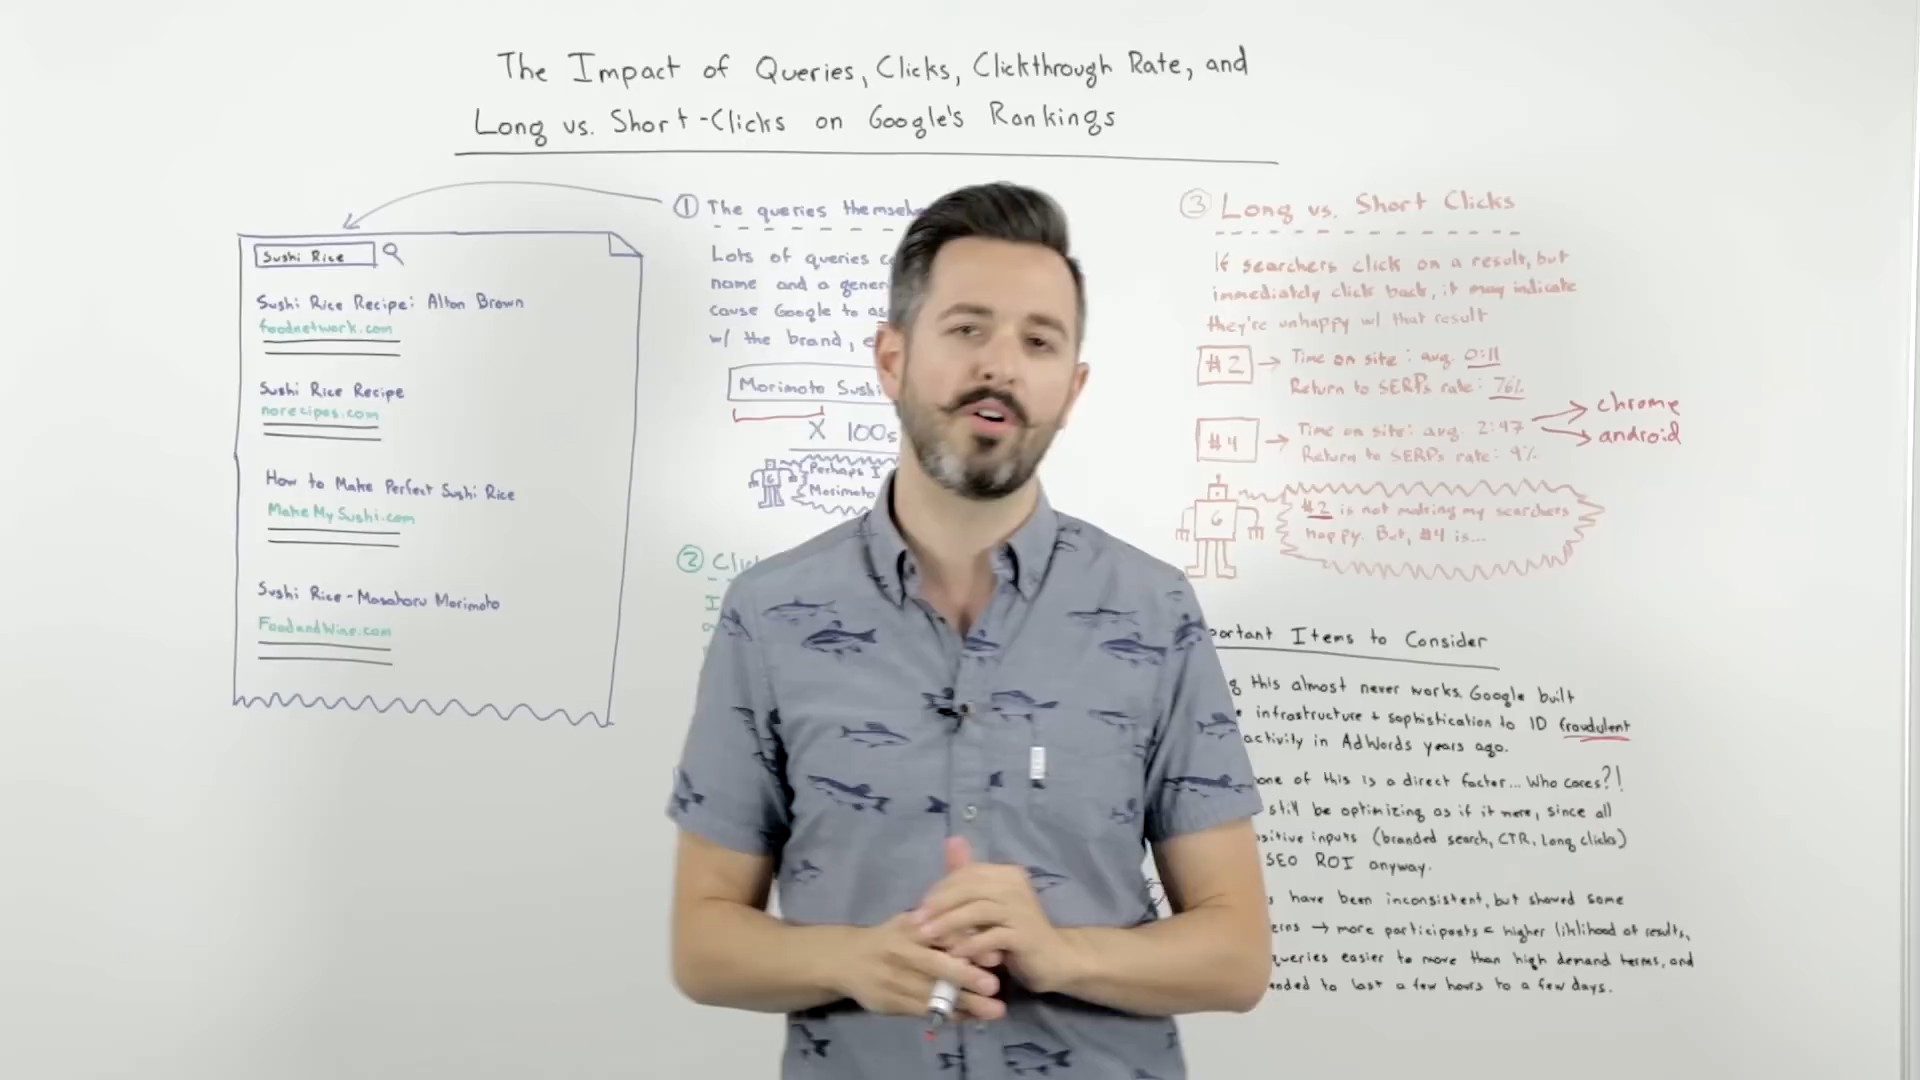 The Impact of Queries, Clicks, Clickthrough Rate, and
Long vs. Short-Clicks on Google's Rankings
Sushi Rice
Sushi Rice Recipe: Alton Brown
foodnetwork.com
Sushi Rice Recipe
norecipes.com
How to Make Perfect Sushi Rice
MakeMySushi.com
Sushi Rice - Masaharu Morimoto
FoodandWine.com
1 The queries
Lots of queries
name and a
cause Google to
w/ the brand,
Morimoto Sushi
X 100s
G
Perhaps I
Morimoto
2
3 Long vs. Short Clicks
If searchers click on a result, but
immediately click back, it may indicate
they're unhappy w/ that result
#2 → Time on site: avg. 0:11
Return to SERPs rate: 76%
#4 → Time on site: avg. 2:47
Return to SERPs rate: 9%
chrome
android
G
#2 is not making my searchers
happy. But, #4 is...
Items to Consider
this almost never works. Google built
infrastructure + sophistication to ID fraudulent
activity in AdWords years ago.
of this is a direct factor... Who cares?!
still be optimizing as if it were, since all
inputs (branded search, CTR, long clicks)
SEO ROI anyway.
have been inconsistent, but showed some
→ more participants = higher liklihood of results,
queries easier to move than high demand terms, and
to last a few hours to a few days.